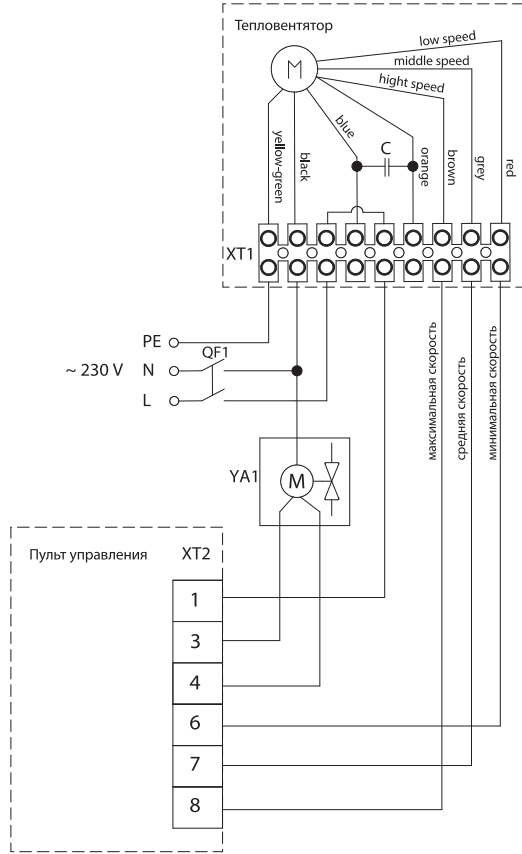 Тепловентятор
low speed
middle speed
hight speed
M
yellow-green
black
blue
C
orange
brown
grey
red
XT1
PE
QF1
~ 230 V N
L
максимальная скорость
средняя скорость
минимальная скорость
YA1
M
Пульт управления XT2
1
3
4
6
7
8